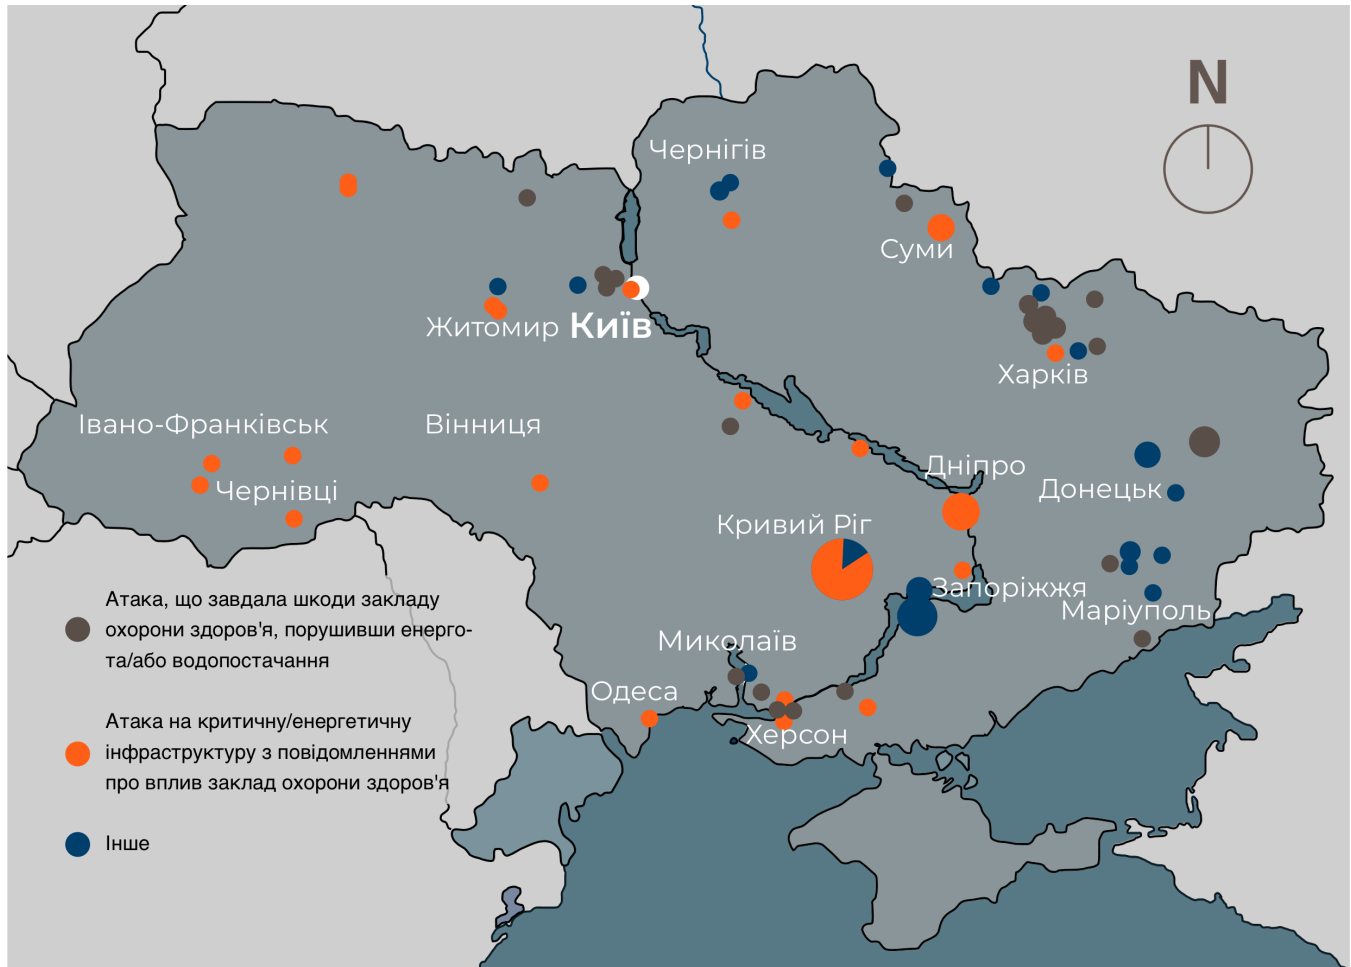 N
Чернігів
Суми
Житомир
Київ
Харків
Івано-Франківськ
Вінниця
Дніпро
Чернівці
Донецьк
Кривий Ріг
Запоріжжя
Маріуполь
Миколаїв
Одеса
Херсон
Атака, що завдала шкоди закладу
охорони здоров'я, порушивши енерго-
та/або водопостачання
Атака на критичну/енергетичну
інфраструктуру з повідомленнями
про вплив заклад охорони здоров'я
Інше